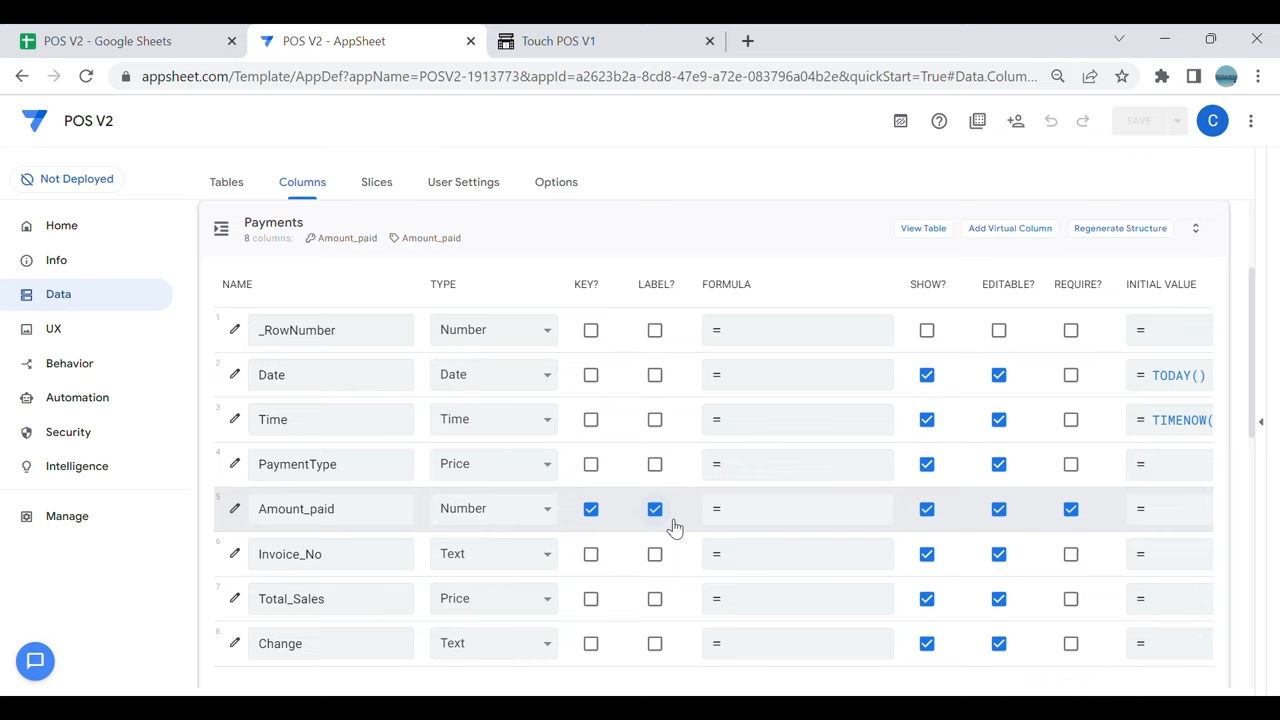 POS V2 - Google Sheets
POS V2 - AppSheet
Touch POS V1
appsheet.com/Template/AppDef?appName=POSV2-1913773&appId=a2623b2a-8cd8-47e9-a72e-083796a04b2e&quickStart=True#Data.Colum...
POS V2
SAVE
C
Not Deployed
Tables Columns Slices User Settings Options
Home
Info
Data
UX
Behavior
Automation
Security
Intelligence
Manage
Payments
8 columns: Amount_paid Amount_paid
View Table Add Virtual Column Regenerate Structure
NAME TYPE KEY? LABEL? FORMULA SHOW? EDITABLE? REQUIRE? INITIAL VALUE
1 _RowNumber Number = =
2 Date Date = = TODAY()
3 Time Time = = TIMENOW(
4 PaymentType Price = =
5 Amount_paid Number = =
6 Invoice_No Text = =
7 Total_Sales Price = =
8 Change Text = =